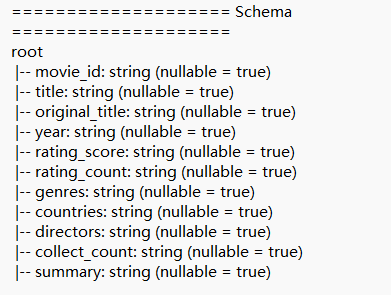 ==================== Schema
====================
root
|-- movie_id: string (nullable = true)
|-- title: string (nullable = true)
|-- original_title: string (nullable = true)
|-- year: string (nullable = true)
|-- rating_score: string (nullable = true)
|-- rating_count: string (nullable = true)
|-- genres: string (nullable = true)
|-- countries: string (nullable = true)
|-- directors: string (nullable = true)
|-- collect_count: string (nullable = true)
|-- summary: string (nullable = true)